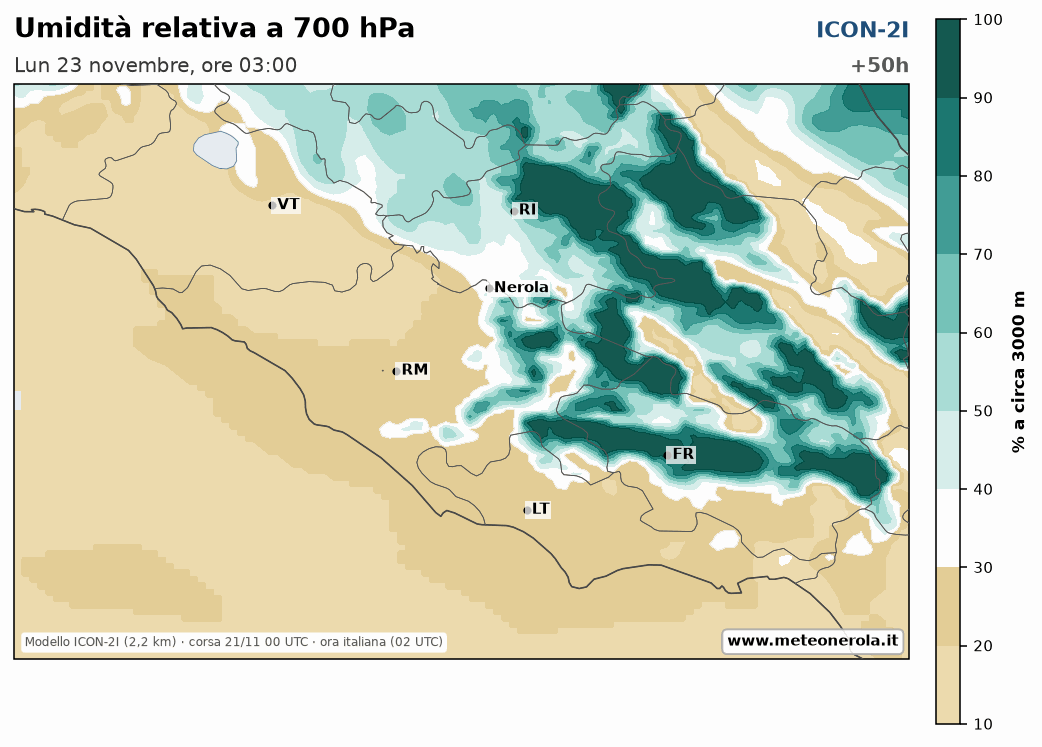 Umidità relativa a 700 hPa
ICON-2I
Lun 23 novembre, ore 03:00
+50h
100
90
80
70
60
50
40
30
20
10
% a circa 3000 m
VT
RI
Nerola
RM
FR
LT
Modello ICON-2I (2,2 km) · corsa 21/11 00 UTC · ora italiana (02 UTC)
www.meteonerola.it